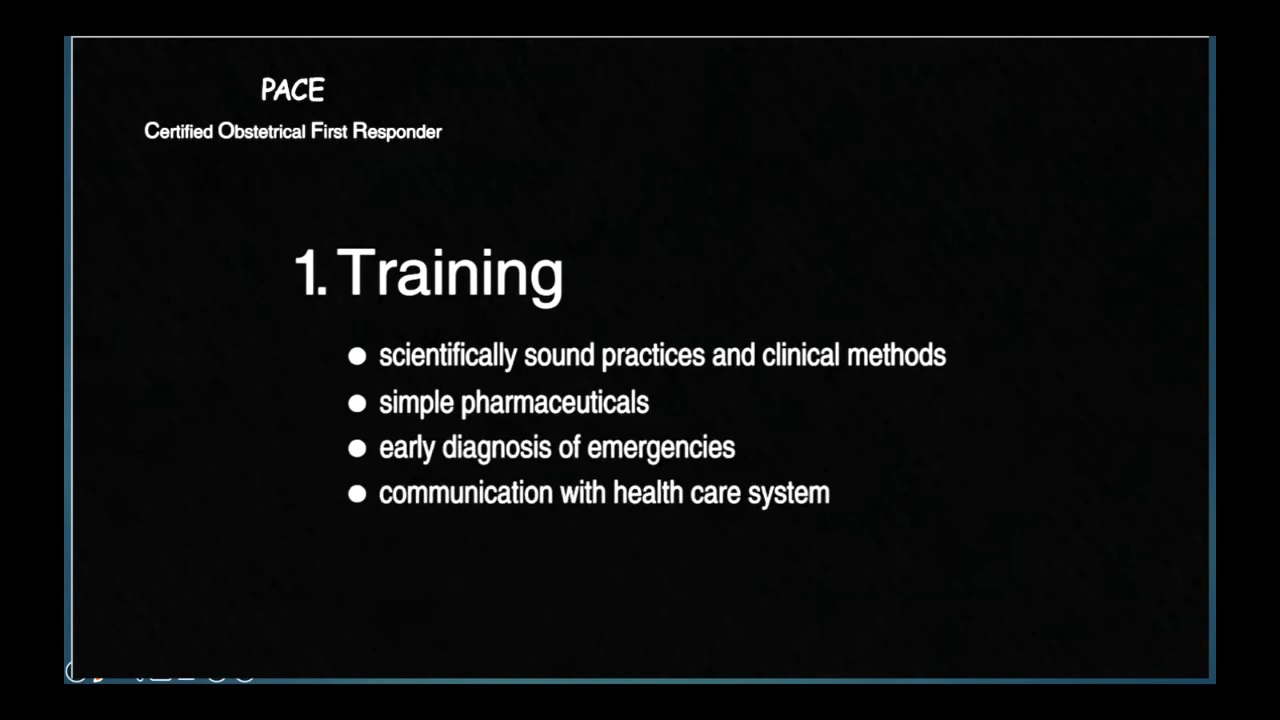 PACE
Certified Obstetrical First Responder
1. Training
● scientifically sound practices and clinical methods
● simple pharmaceuticals
● early diagnosis of emergencies
● communication with health care system